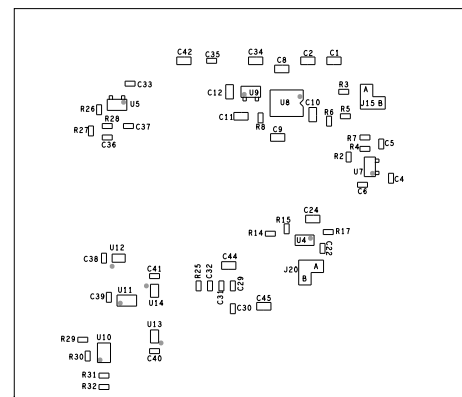 C42
C35
C34
C8
C2
C1
C33
C12
U9
R3
A
J15
B
R26
U5
U8
C10
R28
C37
C11
R8
R6
R5
R27
C36
C9
R7
C5
R4
R2
U7
C4
C6
C24
R15
R14
U4
R17
C22
U12
C38
C41
C44
J20
A
B
R25
C32
C31
C29
U11
U14
C39
C30
C45
U13
R29
U10
R30
C40
R31
R32